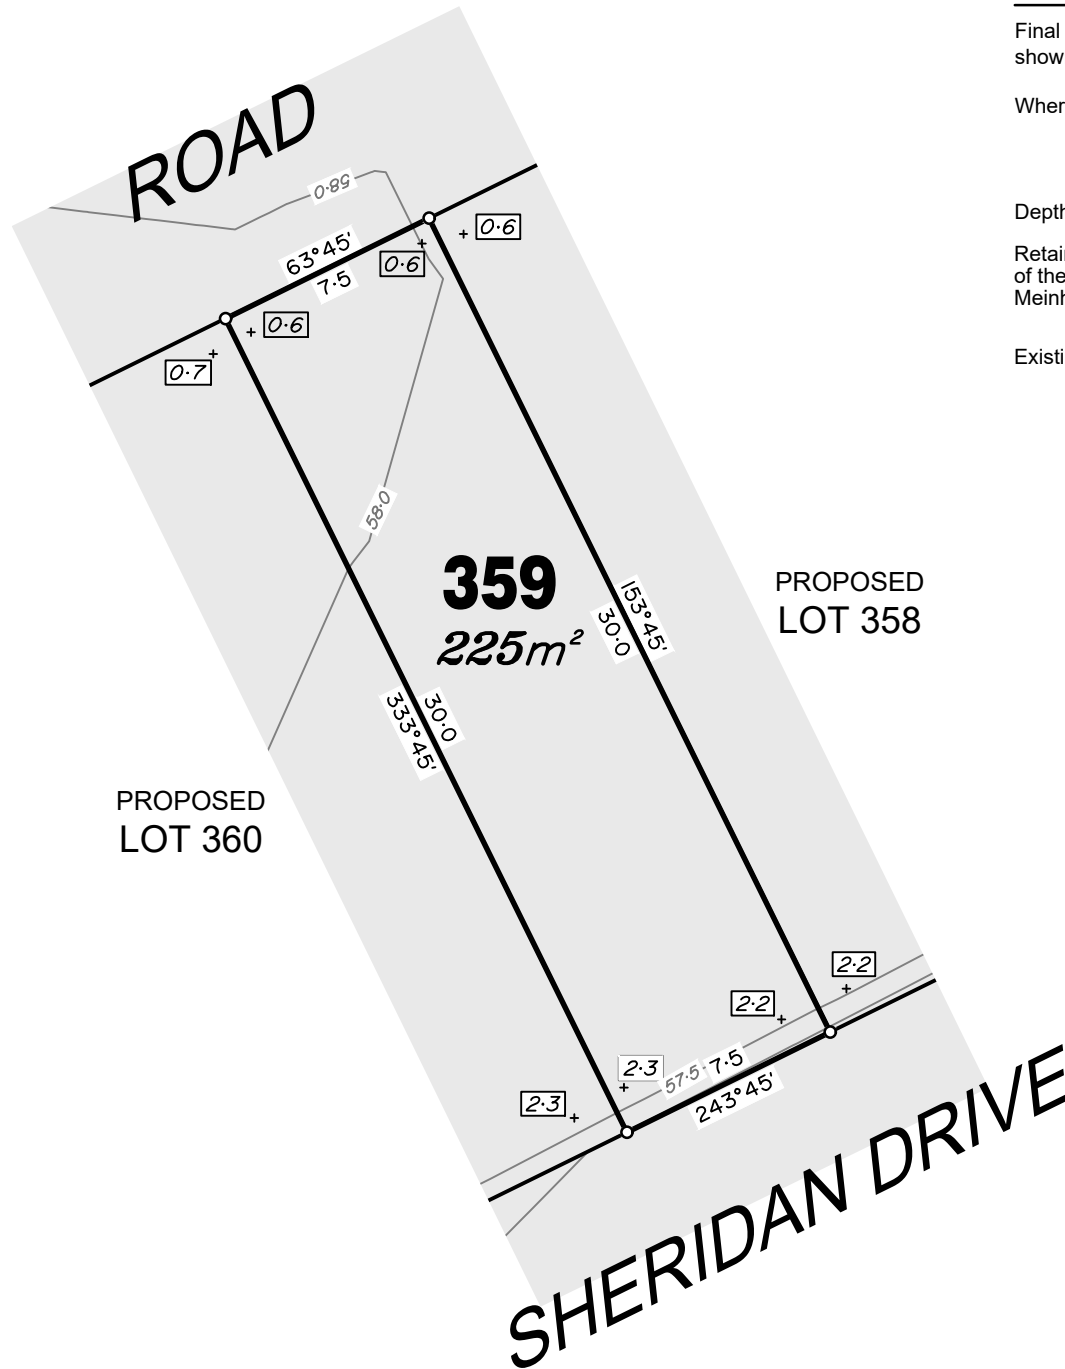 Final
show
Wher
Depth
Retair
of the
Meinh
Existi
ROAD
58·0
0·6
63°45'
0·6
7·5
0·6
0·7
58·0
359
225m²
PROPOSED
LOT 358
153°45'
30·0
30·0
333°45'
PROPOSED
LOT 360
2·2
2·2
2·3
57·5
7·5
243°45'
2·3
SHERIDAN DRIVE